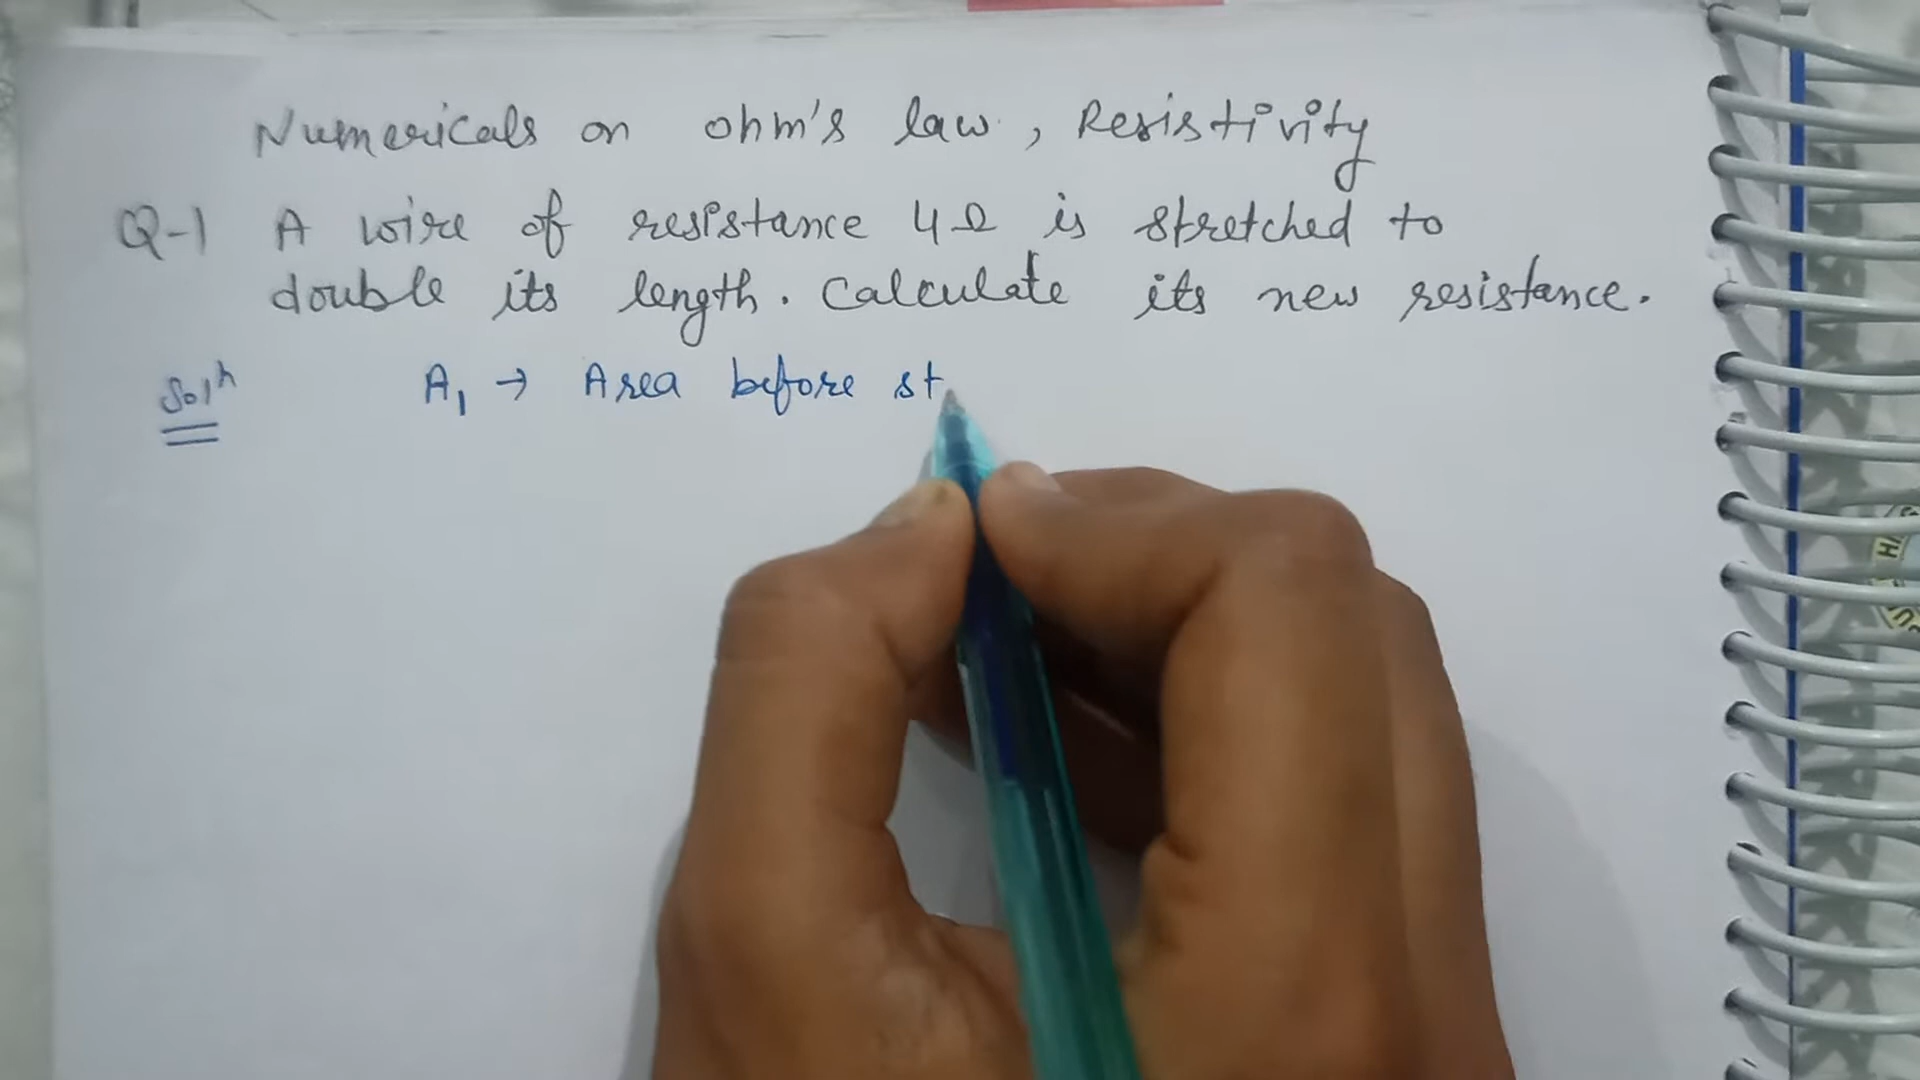 Numericals on ohm's law, Resistivity
Q-1 A wire of resistance 4Ω is stretched to
double its length. Calculate its new resistance.
Solⁿ A₁ → Area before st